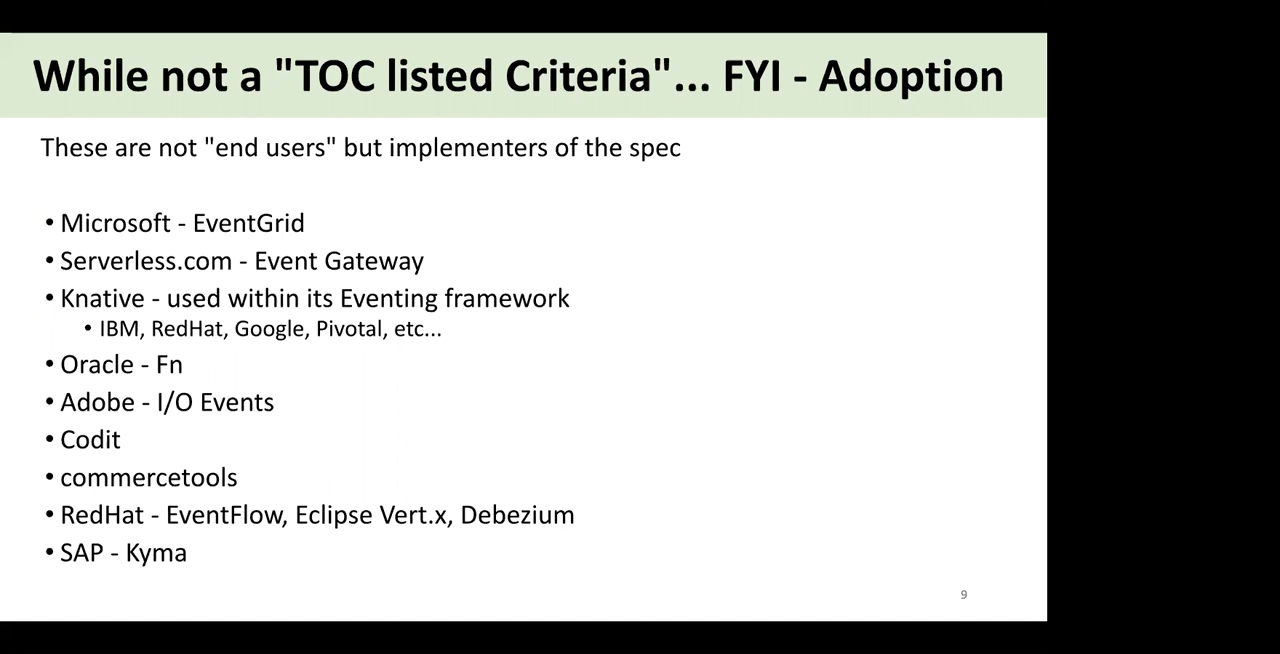 While not a "TOC listed Criteria"... FYI - Adoption
These are not "end users" but implementers of the spec
• Microsoft - EventGrid
• Serverless.com - Event Gateway
• Knative - used within its Eventing framework
• IBM, RedHat, Google, Pivotal, etc...
• Oracle - Fn
• Adobe - I/O Events
• Codit
• commercetools
• RedHat - EventFlow, Eclipse Vert.x, Debezium
• SAP - Kyma
9